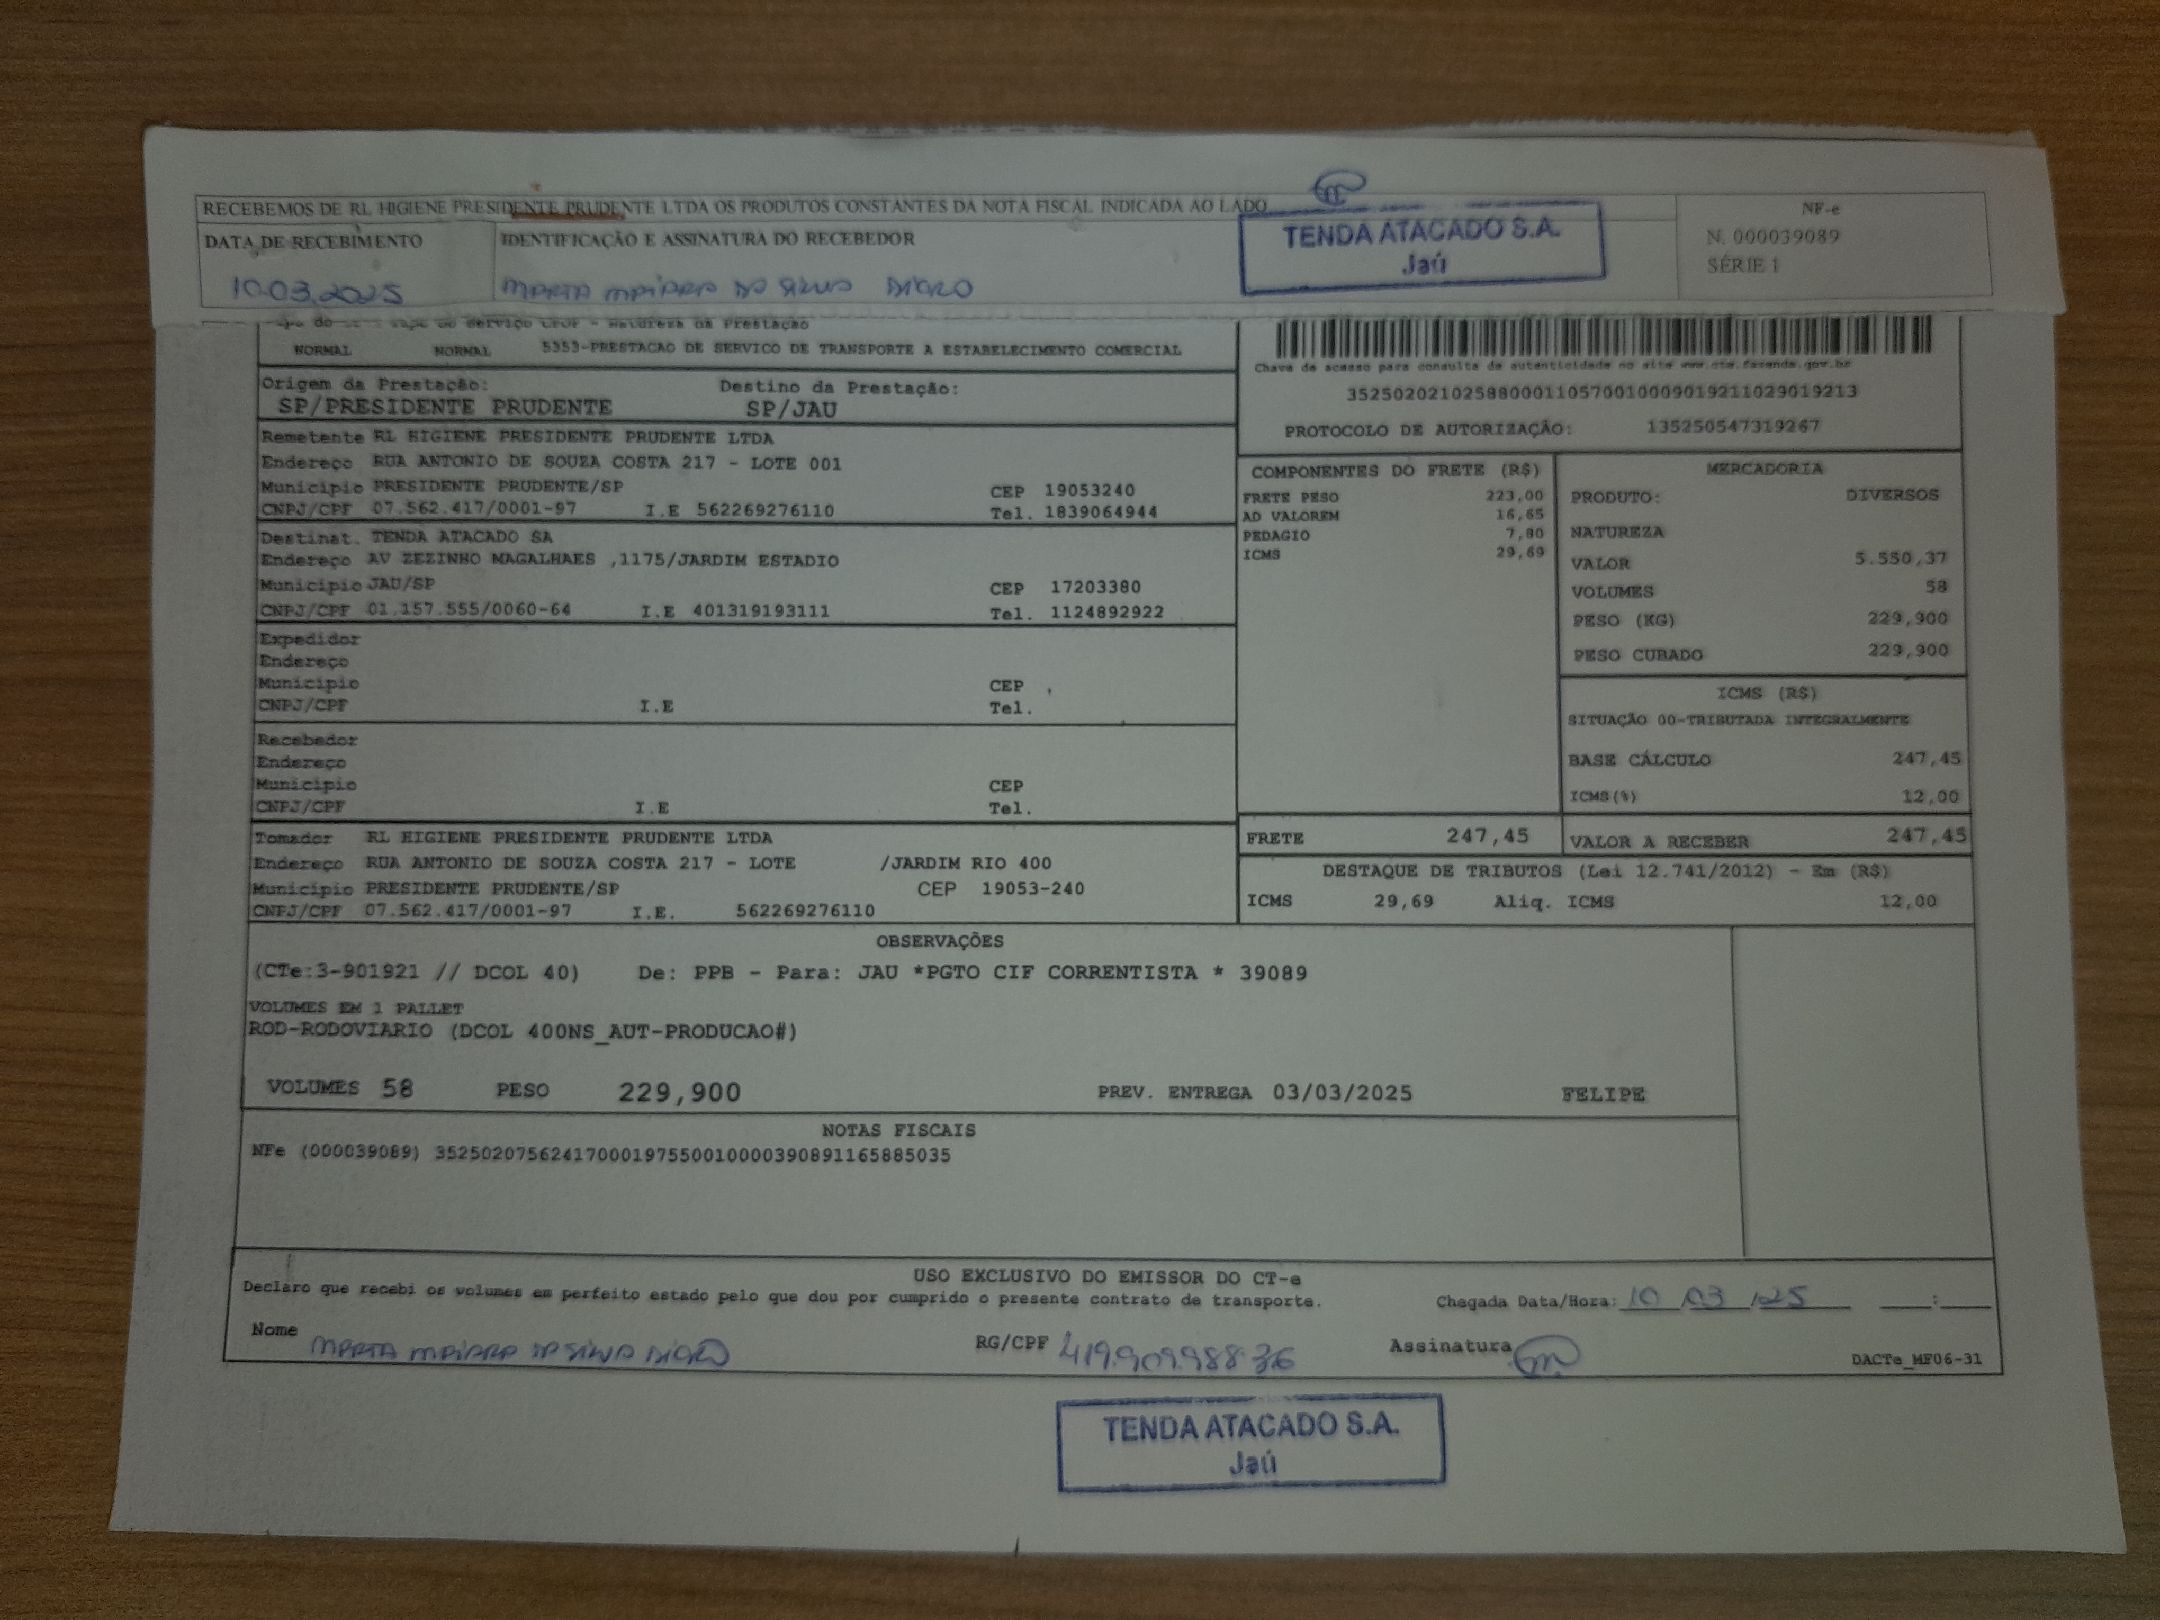 RECEBEMOS DE RL HIGIENE PRESIDENTE PRUDENTE LTDA OS PRODUTOS CONSTANTES DA NOTA FISCAL INDICADA AO LADO
DATA DE RECEBIMENTO
10.03.2025
IDENTIFICAÇÃO E ASSINATURA DO RECEBEDOR
TENDA ATACADO S.A.
Jaú
NF-e
N. 000039089
SÉRIE 1
NORMAL NORMAL 5353-PRESTACAO DE SERVICO DE TRANSPORTE A ESTABELECIMENTO COMERCIAL
Origem da Prestação: Destino da Prestação:
SP/PRESIDENTE PRUDENTE SP/JAU
Chave de acesso para consulta de autenticidade no site www.cte.fazenda.gov.br
35250202102588000110570010009019211029019213
PROTOCOLO DE AUTORIZAÇÃO: 135250547319267
Remetente RL HIGIENE PRESIDENTE PRUDENTE LTDA
Endereço RUA ANTONIO DE SOUZA COSTA 217 - LOTE 001
Municipio PRESIDENTE PRUDENTE/SP CEP 19053240
CNPJ/CPF 07.562.417/0001-97 I.E 562269276110 Tel. 1839064944
Destinat. TENDA ATACADO SA
Endereço AV ZEZINHO MAGALHAES ,1175/JARDIM ESTADIO
Municipio JAU/SP CEP 17203380
CNPJ/CPF 01.157.555/0060-64 I.E 401319193111 Tel. 1124892922
Expedidor
Endereço
Municipio CEP
CNPJ/CPF I.E Tel.
Recebedor
Endereço
Municipio CEP
CNPJ/CPF I.E Tel.
Tomador RL HIGIENE PRESIDENTE PRUDENTE LTDA
Endereço RUA ANTONIO DE SOUZA COSTA 217 - LOTE /JARDIM RIO 400
Municipio PRESIDENTE PRUDENTE/SP CEP 19053-240
CNPJ/CPF 07.562.417/0001-97 I.E. 562269276110
COMPONENTES DO FRETE (R$)
FRETE PESO 223,00
AD VALOREM 16,65
PEDAGIO 7,80
ICMS 29,69
FRETE 247,45
MERCADORIA
PRODUTO: DIVERSOS
NATUREZA
VALOR 5.550,37
VOLUMES 58
PESO (KG) 229,900
PESO CUBADO 229,900
ICMS (R$)
SITUAÇÃO 00-TRIBUTADA INTEGRALMENTE
BASE CÁLCULO 247,45
ICMS(%) 12,00
VALOR A RECEBER 247,45
DESTAQUE DE TRIBUTOS (Lei 12.741/2012) - Em (R$)
ICMS 29,69 Aliq. ICMS 12,00
OBSERVAÇÕES
(CTe:3-901921 // DCOL 40) De: PPB - Para: JAU *PGTO CIF CORRENTISTA * 39089
VOLUMES EM 1 PALLET
ROD-RODOVIARIO (DCOL 400NS_AUT-PRODUCAO#)
VOLUMES 58 PESO 229,900 PREV. ENTREGA 03/03/2025 FELIPE
NOTAS FISCAIS
NFe (000039089) 35250207562417000197550010000390891165885035
USO EXCLUSIVO DO EMISSOR DO CT-e
Declaro que recebi os volumes em perfeito estado pelo que dou por cumprido o presente contrato de transporte.
Chegada Data/Hora: 10 03 25 :
Nome
RG/CPF 419.909.988-36
Assinatura
DACTe_MF06-31
TENDA ATACADO S.A.
Jaú